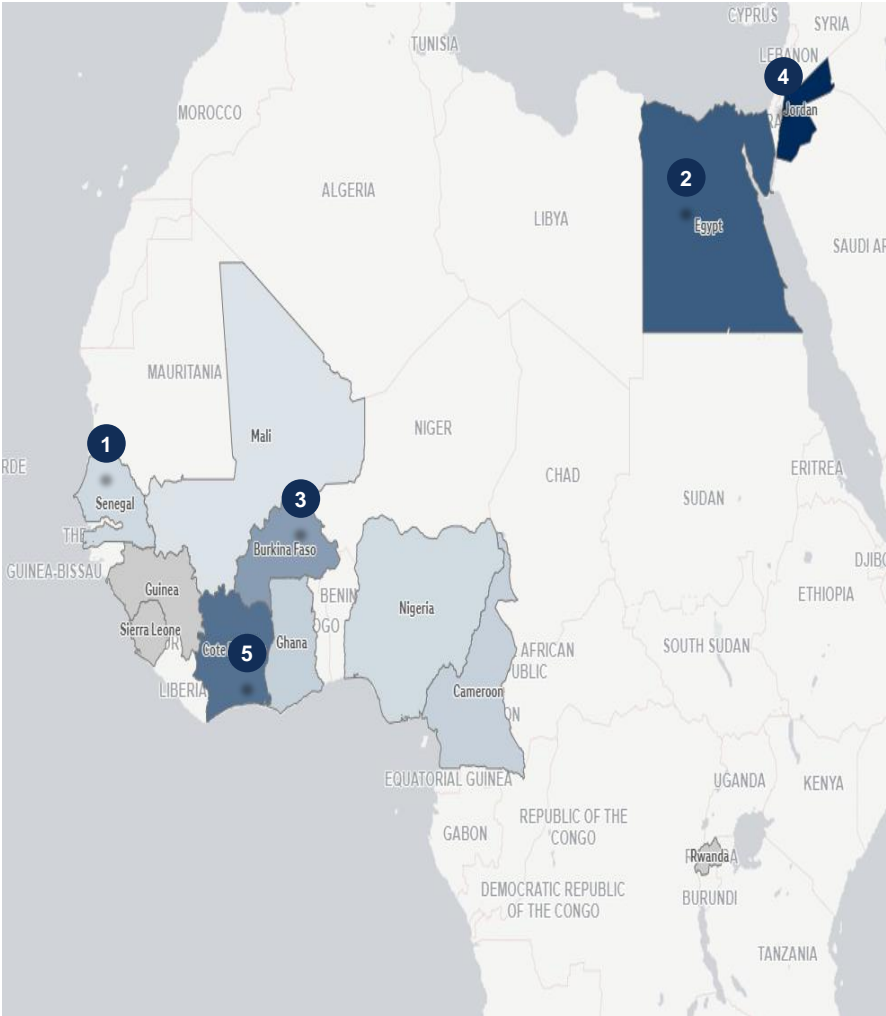 CYPRUS
SYRIA
TUNISIA
LEBANON
4
Jordan
MOROCCO
2
ALGERIA
LIBYA
Egypt
SAUDI AR
MAURITANIA
NIGER
1
Mali
RDE
CHAD
ERITREA
3
SUDAN
Senegal
THE
Burkina Faso
DJIBO
GUINEA-BISSAU
Guinea
BENIN
ETHIOPIA
Nigeria
OGO
Sierra Leone
Cote
5
Ghana
SOUTH SUDAN
AFRICAN
UBLIC
LIBERIA
Cameroon
ON
EQUATORIAL GUINEA
UGANDA
KENYA
REPUBLIC OF THE
CONGO
GABON
Rwanda
DEMOCRATIC REPUBLIC
OF THE CONGO
BURUNDI
TANZANIA